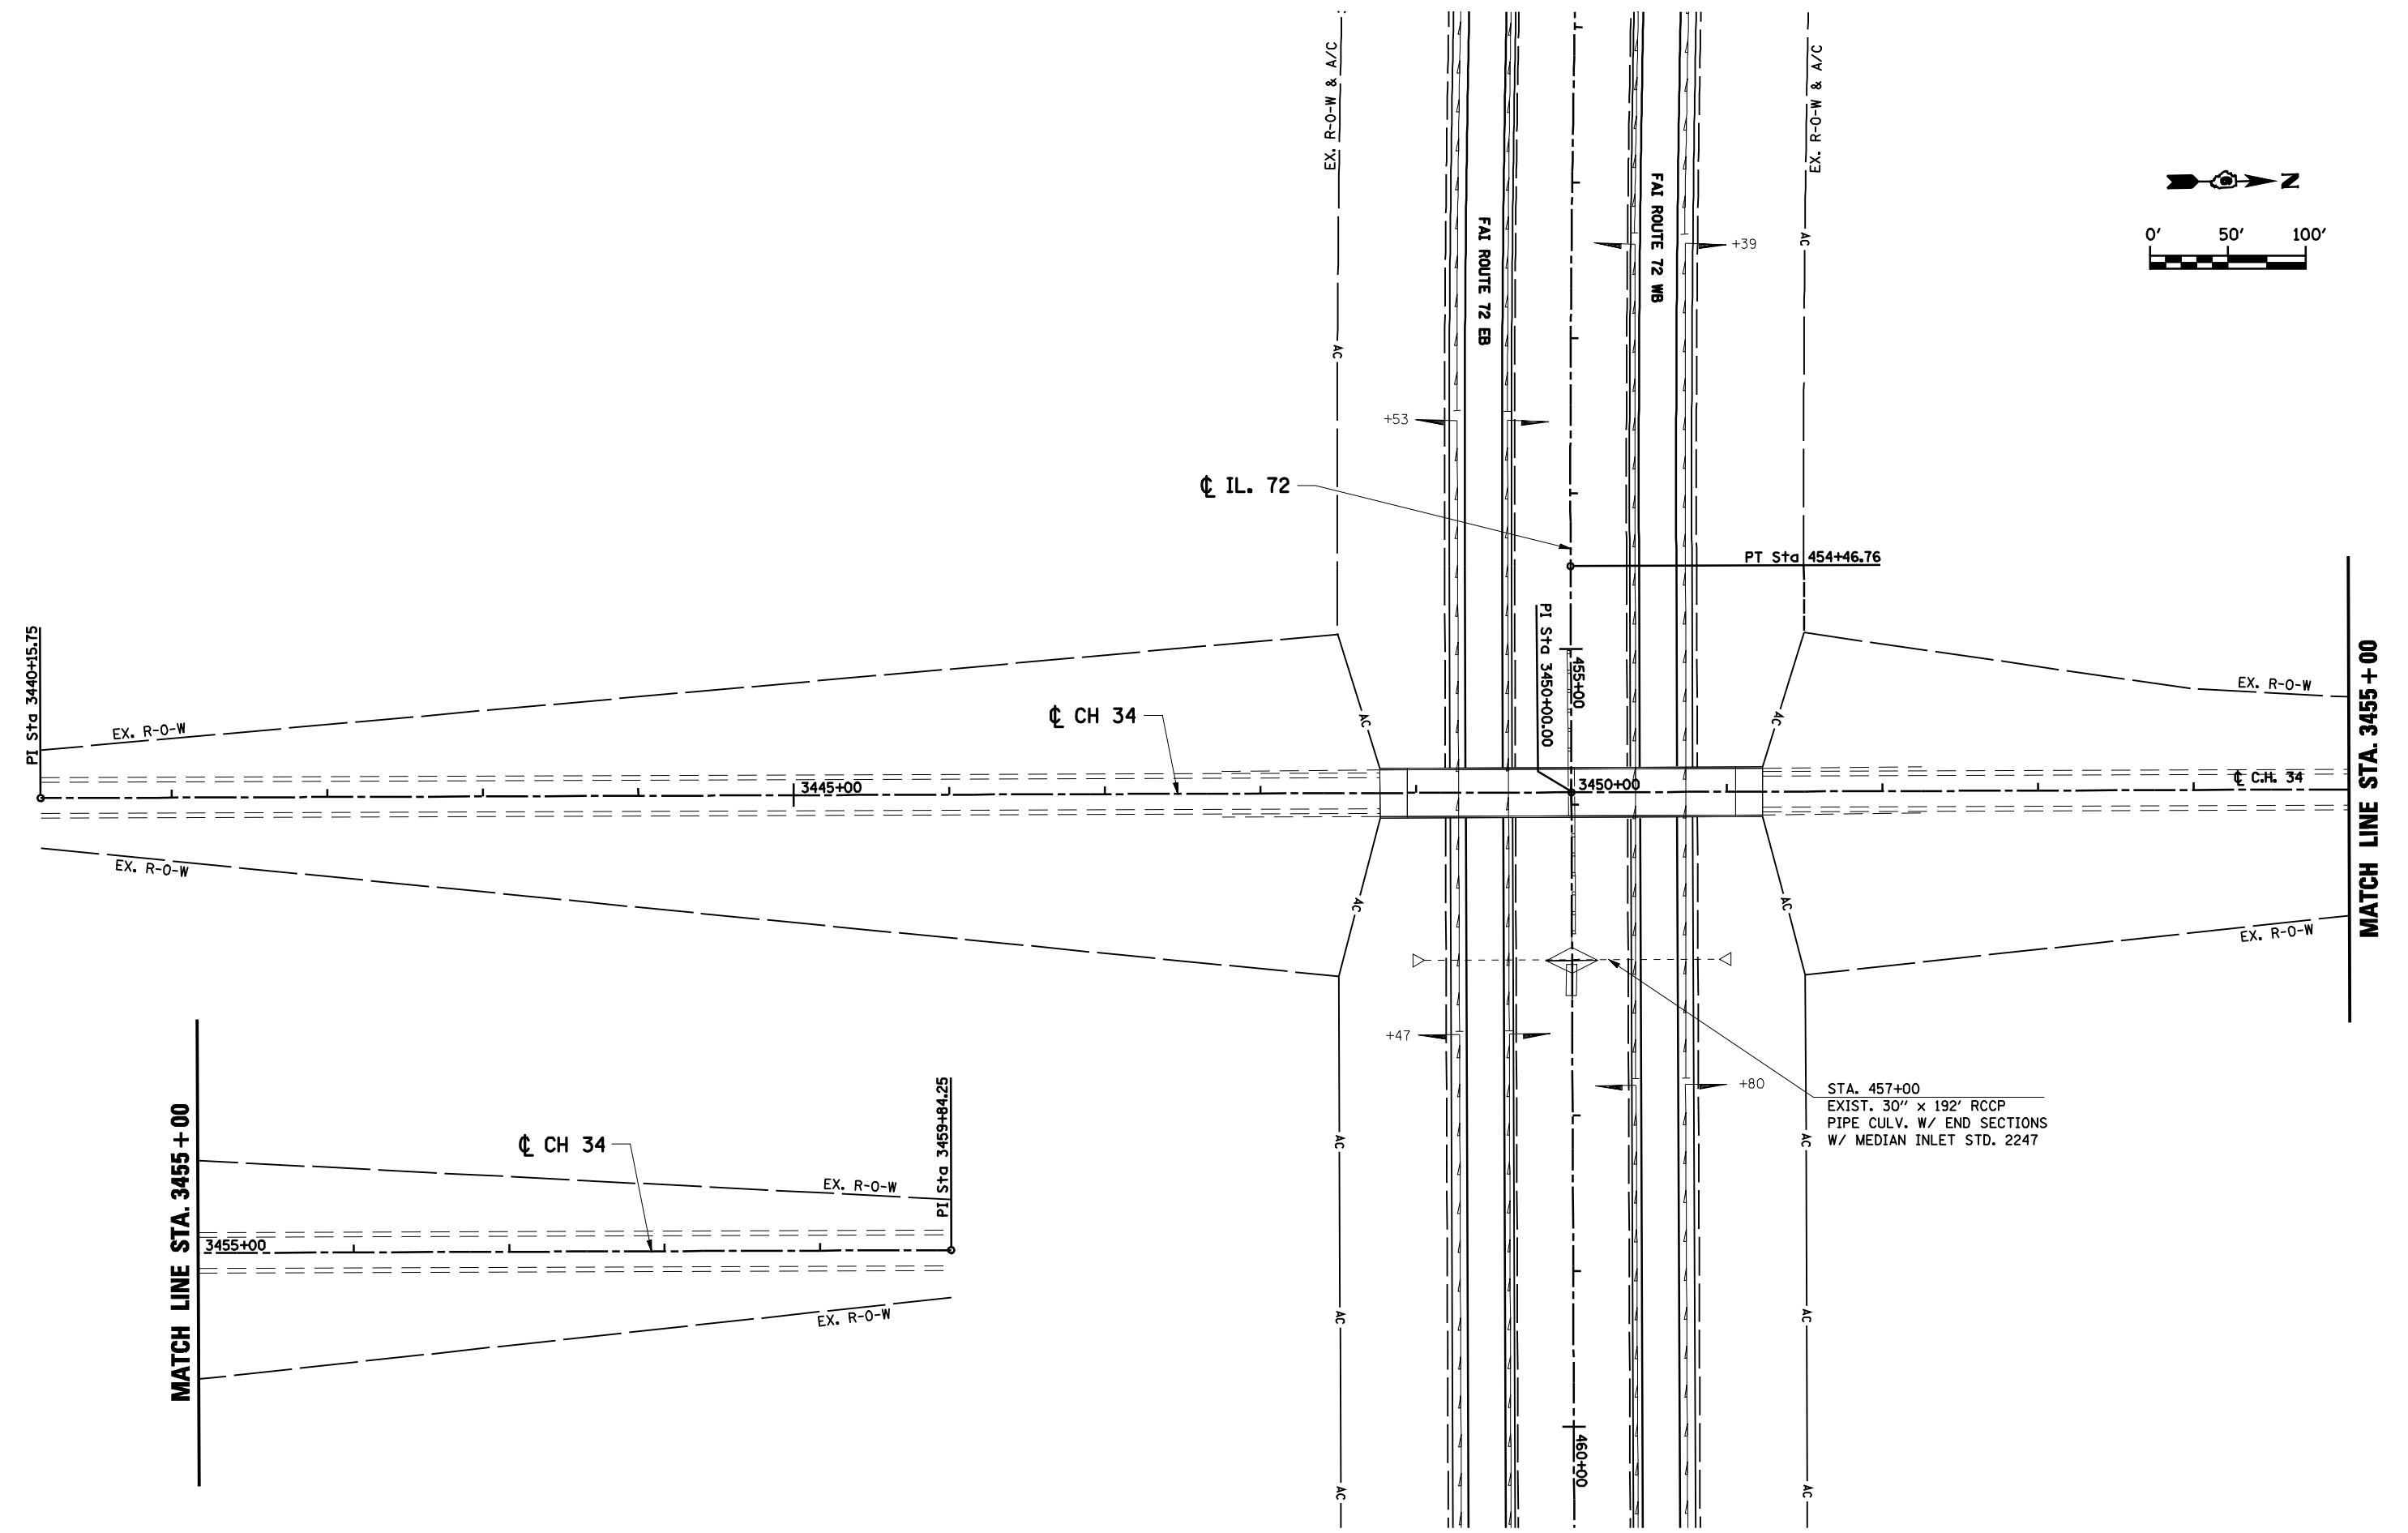 EX. R-O-W & A/C
EX. R-O-W & A/C
N
0' 50' 100'
FAI ROUTE 72 EB
FAI ROUTE 72 WB
+39
AC
AC
+53
℄ IL. 72
PT Sta 454+46.76
PI Sta 3450+00.00
455+00
PI Sta 3440+15.75
EX. R-O-W
℄ CH 34
AC
AC
EX. R-O-W
MATCH LINE STA. 3455+00
3445+00
3450+00
℄ C.H. 34
EX. R-O-W
AC
AC
EX. R-O-W
+47
+80
STA. 457+00
EXIST. 30" x 192' RCCP
PIPE CULV. W/ END SECTIONS
W/ MEDIAN INLET STD. 2247
MATCH LINE STA. 3455+00
℄ CH 34
PI Sta 3459+84.25
EX. R-O-W
3455+00
EX. R-O-W
AC
AC
AC
AC
460+00
AC
AC